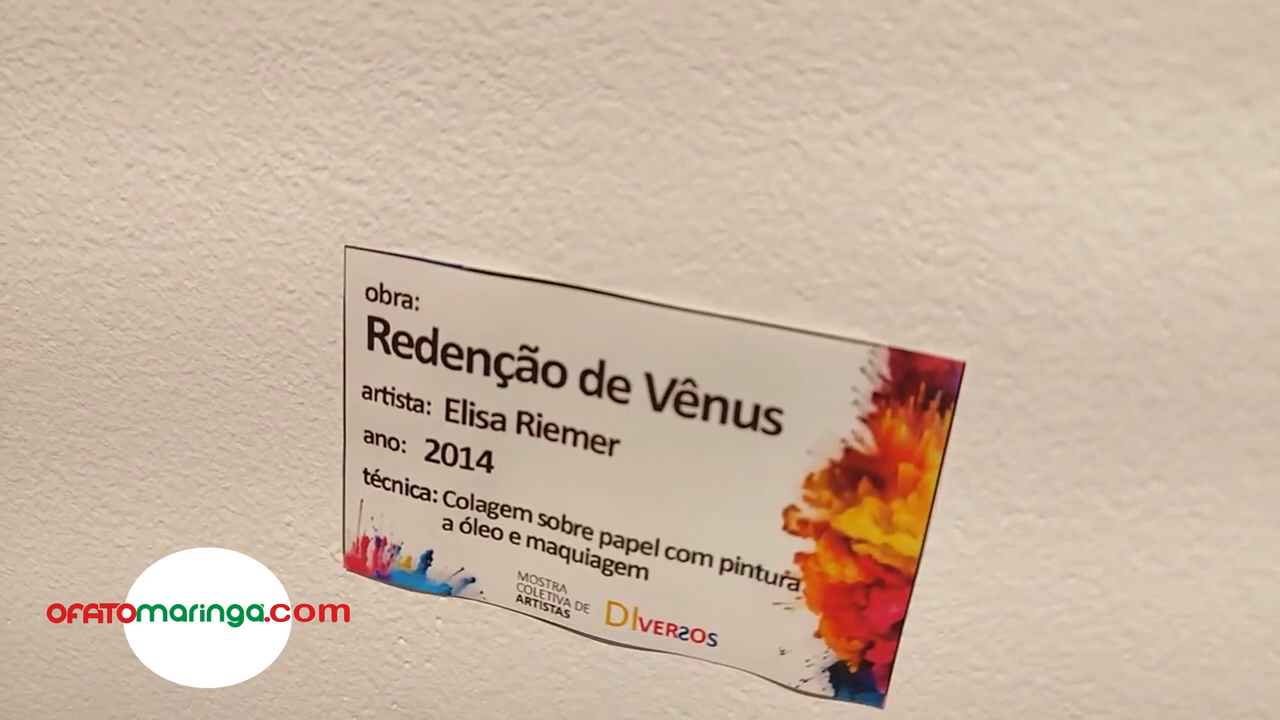 obra:
Redenção de Vênus
artista: Elisa Riemer
ano: 2014
técnica: Colagem sobre papel com pintura
a óleo e maquiagem
MOSTRA
COLETIVA DE
ARTISTAS
DIVERSOS
OFATOmaringá.com